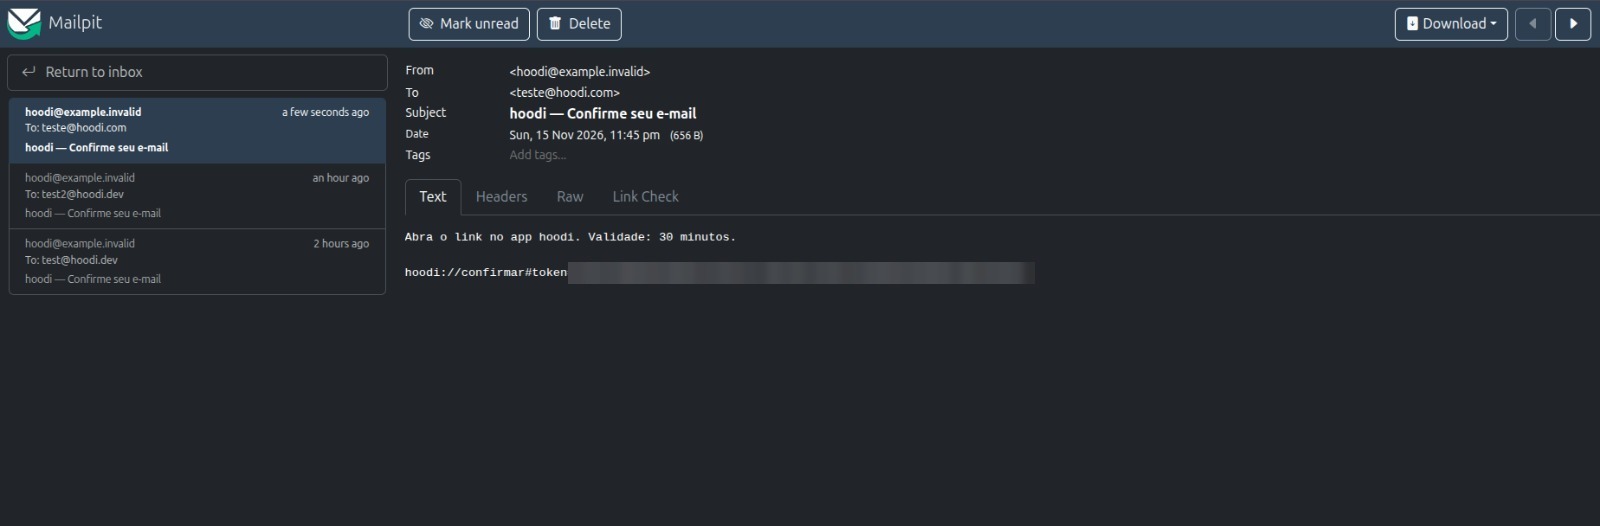 Mailpit
Mark unread
Delete
Download
Return to inbox
hoodi@example.invalid a few seconds ago
To: teste@hoodi.com
hoodi — Confirme seu e-mail
hoodi@example.invalid an hour ago
To: test2@hoodi.dev
hoodi — Confirme seu e-mail
hoodi@example.invalid 2 hours ago
To: test@hoodi.dev
hoodi — Confirme seu e-mail
From <hoodi@example.invalid>
To <teste@hoodi.com>
Subject hoodi — Confirme seu e-mail
Date Sun, 15 Nov 2026, 11:45 pm (656 B)
Tags Add tags...
Text Headers Raw Link Check
Abra o link no app hoodi. Validade: 30 minutos.
hoodi://confirmar#token